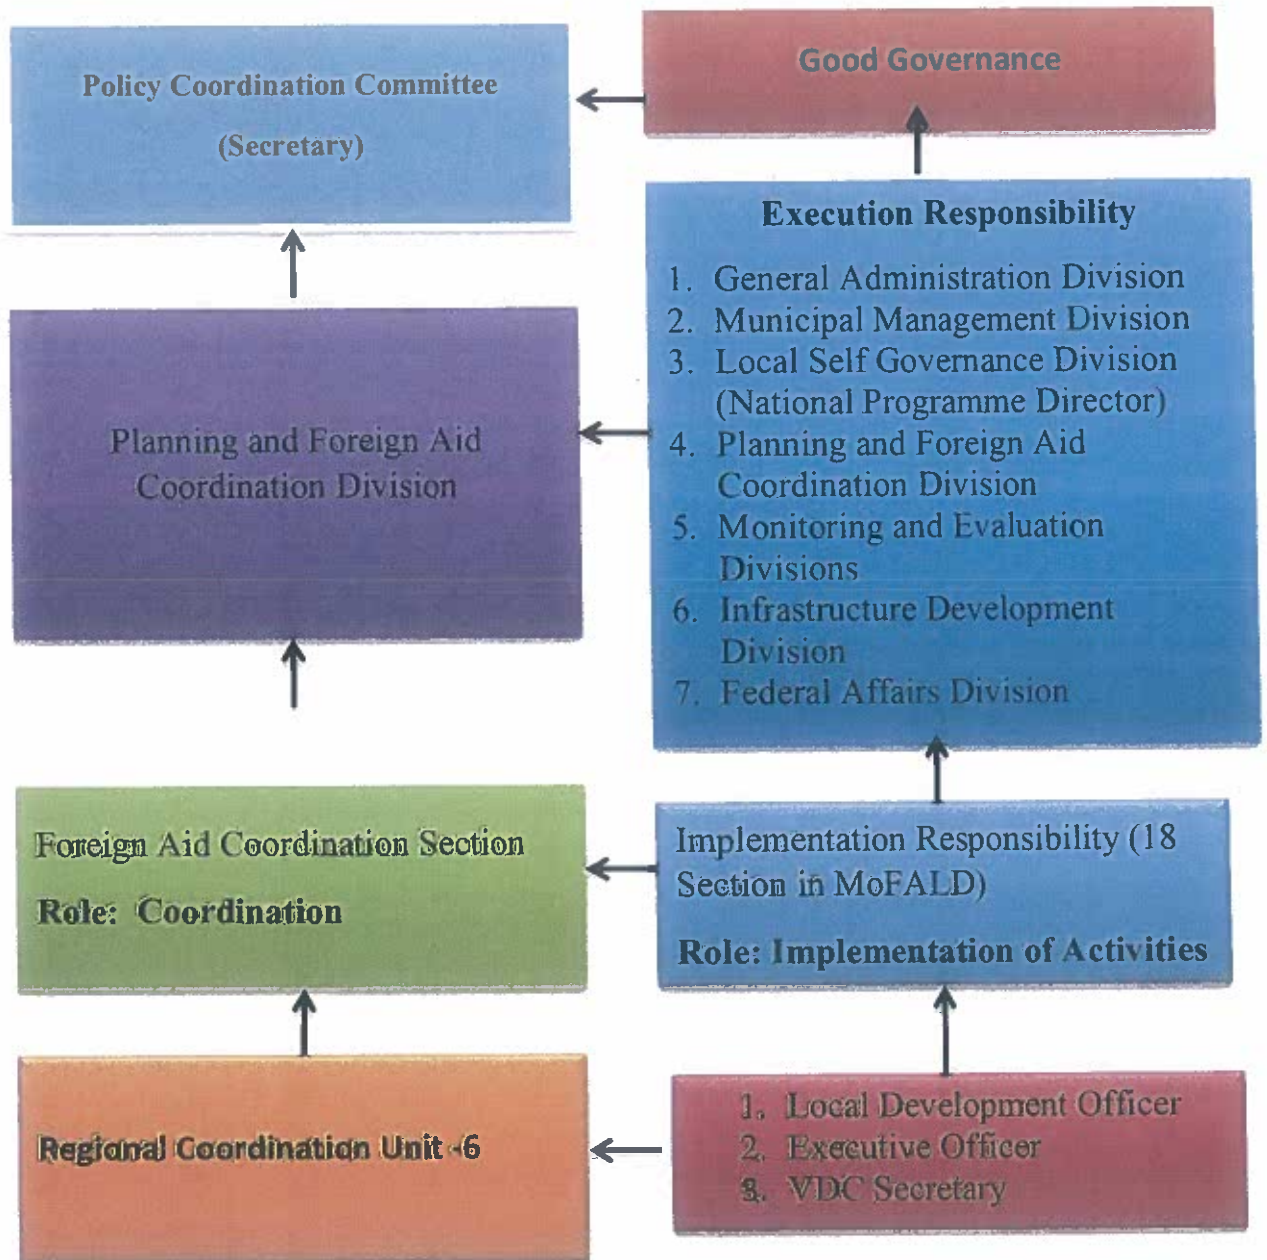 Policy Coordination Committee
(Secretary)
Good Governance
Planning and Foreign Aid
Coordination Division
Execution Responsibility
1. General Administration Division
2. Municipal Management Division
3. Local Self Governance Division
(National Programme Director)
4. Planning and Foreign Aid
Coordination Division
5. Monitoring and Evaluation
Divisions
6. Infrastructure Development
Division
7. Federal Affairs Division
Foreign Aid Coordination Section
Role: Coordination
Implementation Responsibility (18
Section in MoFALD)
Role: Implementation of Activities
Regional Coordination Unit -6
1. Local Development Officer
2. Executive Officer
3. VDC Secretary